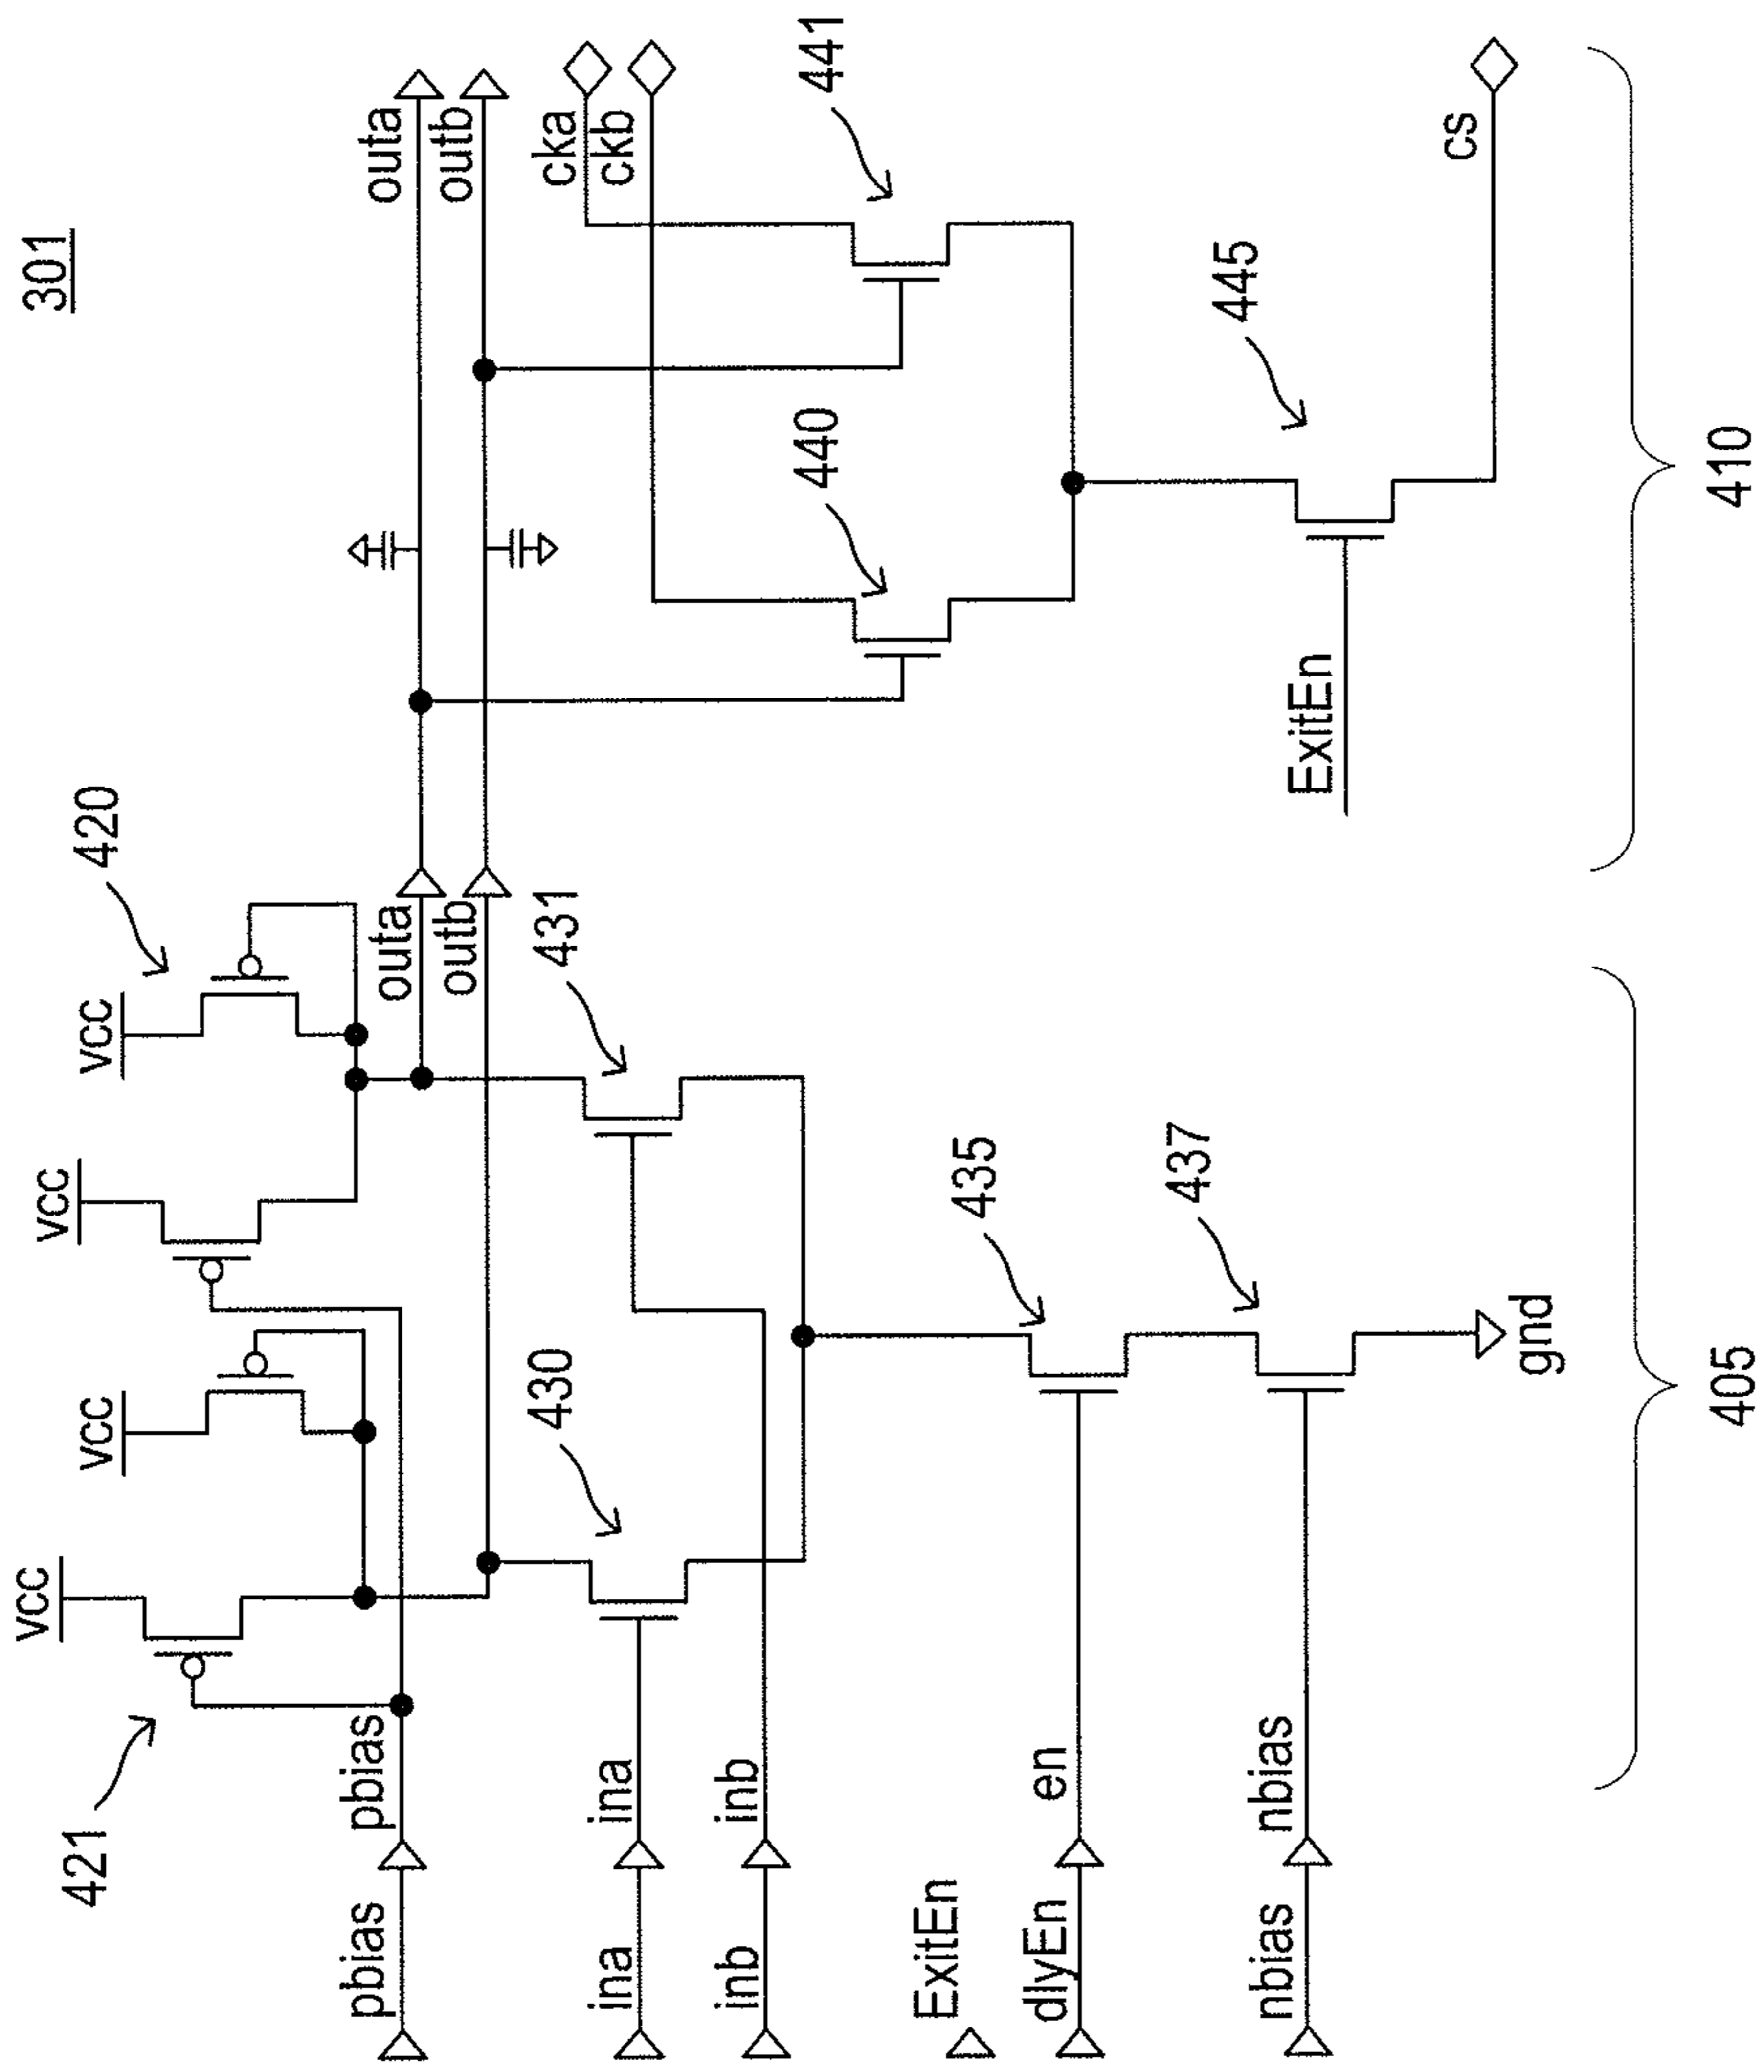 301
421
vcc
vcc
vcc
vcc
420
pbias
pbias
outa
outb
outa
outb
ina
ina
inb
inb
430
431
cka
ckb
440
441
ExitEn
dlyEn
en
435
nbias
nbias
437
gnd
ExitEn
445
cs
405
410